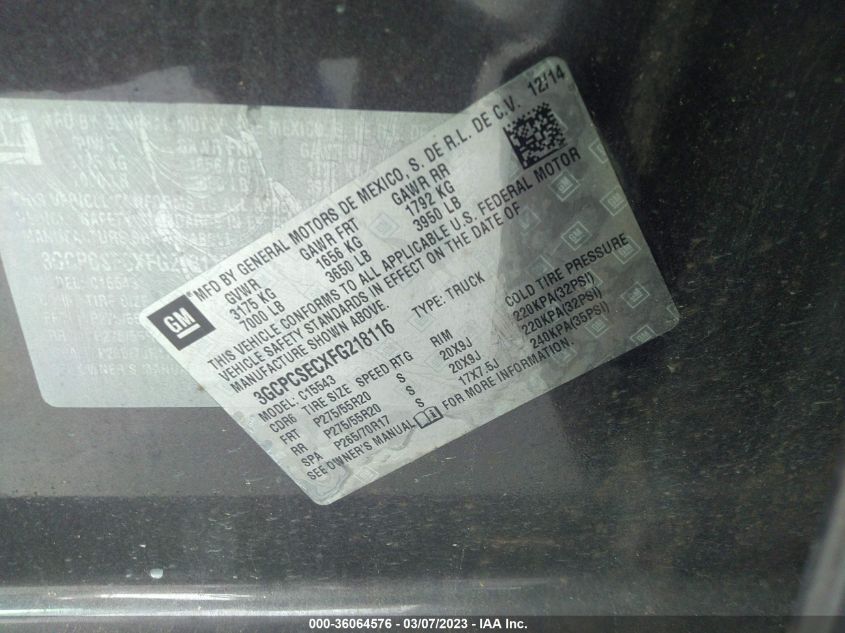 12/14
GM
MFD BY GENERAL MOTORS DE MEXICO, S. DE R.L. DE C.V.
GVWR GAWR FRT GAWR RR
3175 KG 1656 KG 1792 KG
7000 LB 3650 LB 3950 LB
THIS VEHICLE CONFORMS TO ALL APPLICABLE U.S. FEDERAL MOTOR
VEHICLE SAFETY STANDARDS IN EFFECT ON THE DATE OF
MANUFACTURE SHOWN ABOVE
3GCPCSECXFG218116 TYPE: TRUCK
MODEL: C15543
CDR6 TIRE SIZE SPEED RTG RIM COLD TIRE PRESSURE
FRT P275/55R20 S 20X9J 220KPA(32PSI)
RR P275/55R20 S 20X9J 220KPA(32PSI)
SPA P265/70R17 S 17X7.5J 240KPA(35PSI)
SEE OWNER'S MANUAL FOR MORE INFORMATION.
000-36064576 - 03/07/2023 - IAA Inc.